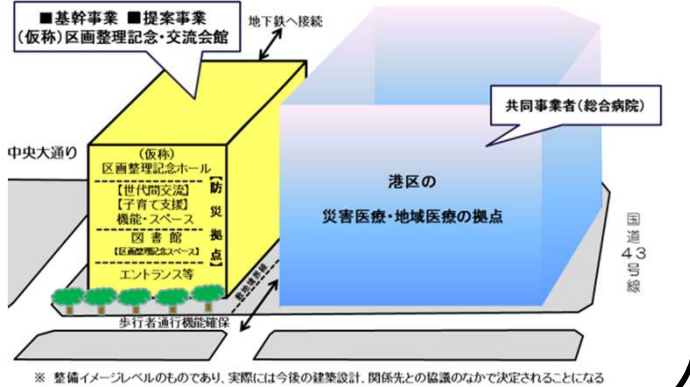 ■基幹事業 ■提案事業
(仮称)区画整理記念・交流会館
地下鉄へ接続
共同事業者(総合病院)
中央大通り
(仮称)
区画整理記念ホール
【世代間交流】
【子育て支援】
機能・スペース
図書館
【区画整理記念スペース】
エントランス等
【防災拠点】
港区の
災害医療・地域医療の拠点
国道43号線
敷地境界線
歩行者通行機能確保
※ 整備イメージレベルのものであり、実際には今後の建築設計、関係先との協議のなかで決定されることになる